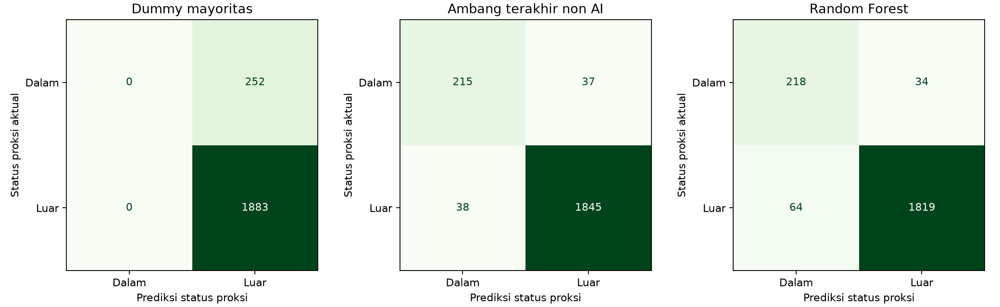 Dummy mayoritas
Status proksi aktual
Dalam
0
252
Luar
0
1883
Dalam
Luar
Prediksi status proksi
Ambang terakhir non AI
Status proksi aktual
Dalam
215
37
Luar
38
1845
Dalam
Luar
Prediksi status proksi
Random Forest
Status proksi aktual
Dalam
218
34
Luar
64
1819
Dalam
Luar
Prediksi status proksi